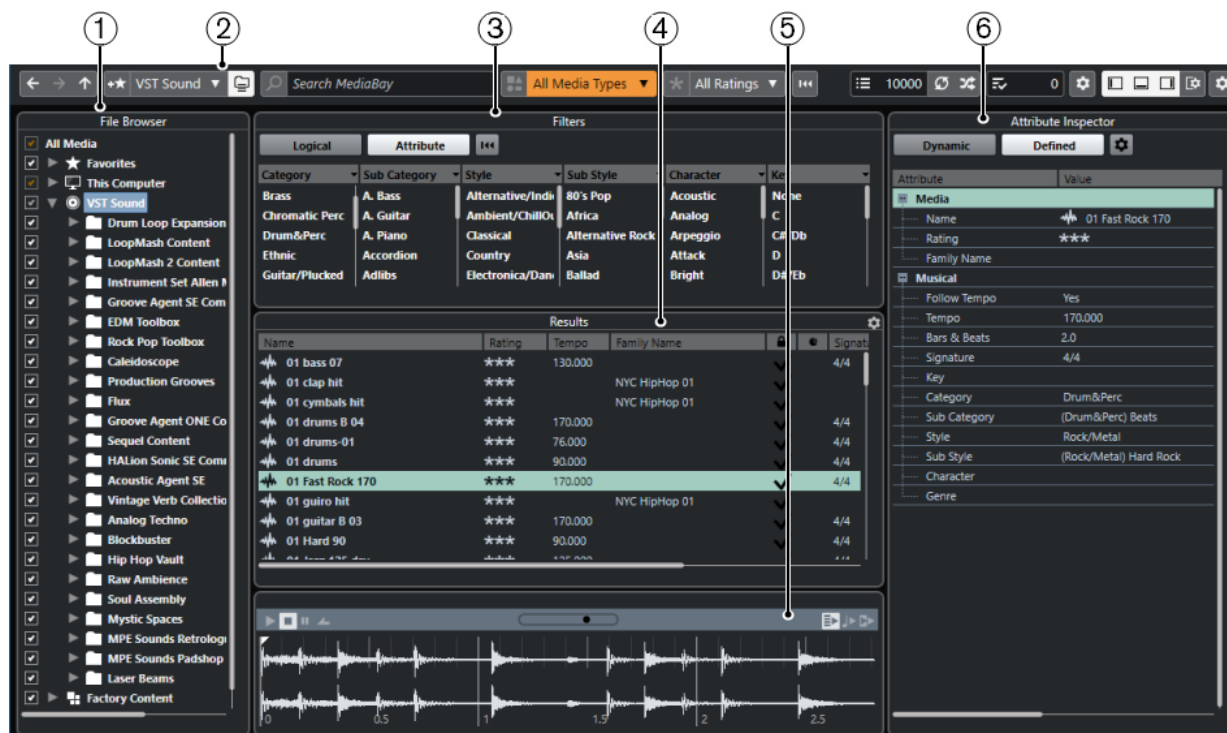 1 2 3 4 5 6
VST Sound Search MediaBay All Media Types All Ratings 10000 0
File Browser
All Media
Favorites
This Computer
VST Sound
Drum Loop Expansion
LoopMash Content
LoopMash 2 Content
Instrument Set Allen
Groove Agent SE Com
EDM Toolbox
Rock Pop Toolbox
Caleidoscope
Production Grooves
Flux
Groove Agent ONE Co
Sequel Content
HALion Sonic SE
Acoustic Agent SE
Vintage Verb Collectio
Analog Techno
Blockbuster
Hip Hop Vault
Raw Ambience
Soul Assembly
Mystic Spaces
MPE Sounds Retrolog
MPE Sounds Padshop
Laser Beams
Factory Content
Filters
Logical Attribute
Category Sub Category Style Sub Style Character
Brass A. Bass Alternative/Indi 80's Pop Acoustic None
Chromatic Perc A. Guitar Ambient/ChillOu Africa Analog C
Drum&Perc A. Piano Classical Alternative Rock Arpeggio C#/Db
Ethnic Accordion Country Asia Attack D
Guitar/Plucked Adlibs Electronica/Dan Ballad Bright D#/Eb
Results
Name Rating Tempo Family Name Signat
01 bass 07 *** 130.000 4/4
01 clap hit *** NYC HipHop 01
01 cymbals hit *** NYC HipHop 01
01 drums B 04 *** 170.000 4/4
01 drums-01 *** 76.000 4/4
01 drums *** 90.000 4/4
01 Fast Rock 170 *** 170.000 4/4
01 guiro hit *** NYC HipHop 01
01 guitar B 03 *** 170.000 4/4
01 Hard 90 *** 90.000 4/4
0 0.5 1 1.5 2 2.5
Attribute Inspector
Dynamic Defined
Attribute Value
Media
Name 01 Fast Rock 170
Rating ***
Family Name
Musical
Follow Tempo Yes
Tempo 170.000
Bars & Beats 2.0
Signature 4/4
Key
Category Drum&Perc
Sub Category (Drum&Perc) Beats
Style Rock/Metal
Sub Style (Rock/Metal) Hard Rock
Character
Genre